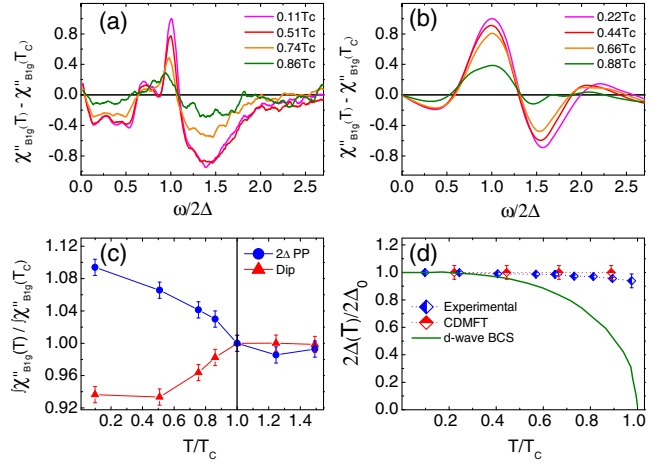 (a)
0.11Tc
0.51Tc
0.74Tc
0.86Tc
0.8
0.4
0.0
-0.4
-0.8
χ''B1g(T) - χ''B1g(TC)
0.0 0.5 1.0 1.5 2.0 2.5
ω/2Δ
(b)
0.22Tc
0.44Tc
0.66Tc
0.88Tc
0.8
0.4
0.0
-0.4
-0.8
χ''B1g(T) - χ''B1g(TC)
0.0 0.5 1.0 1.5 2.0 2.5
ω/2Δ
(c)
2Δ PP
Dip
1.12
1.08
1.04
1.00
0.96
0.92
∫χ''B1g(T) / ∫χ''B1g(TC)
0.2 0.4 0.6 0.8 1.0 1.2 1.4
T/TC
(d)
Experimental
CDMFT
d-wave BCS
1.2
1.0
0.8
0.6
0.4
0.2
0.0
2Δ(T)/2Δ0
0.0 0.2 0.4 0.6 0.8 1.0
T/TC